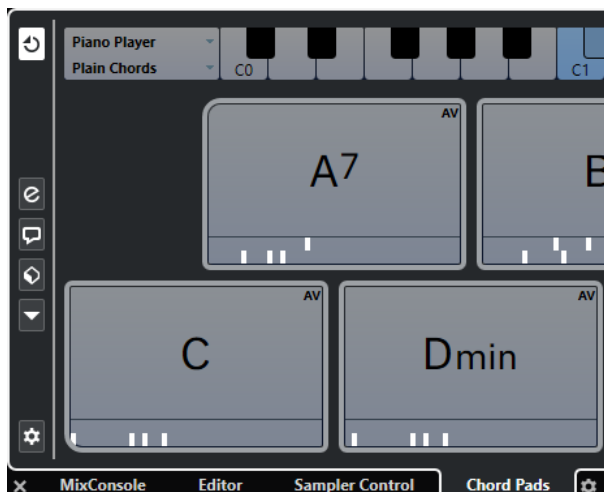 Piano Player
Plain Chords
C0
C1
AV
A7
B
AV
C
AV
Dmin
MixConsole Editor Sampler Control Chord Pads